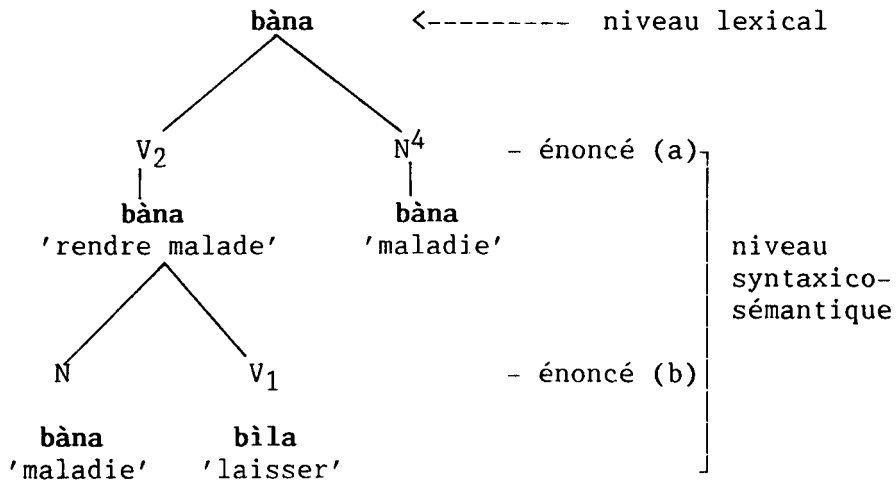 bàna <--------- niveau lexical
V₂ N⁴ - énoncé (a)
bàna bàna
'rendre malade' 'maladie'
niveau
syntaxico-
sémantique
N V₁ - énoncé (b)
bàna bìla
'maladie' 'laisser'